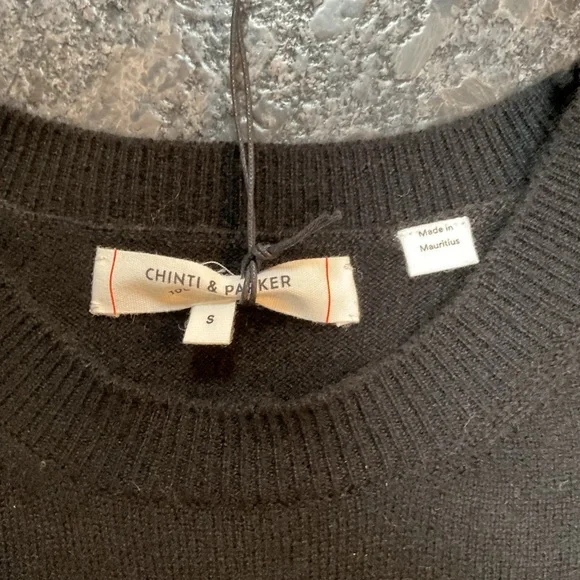 CHINTI & PARKER
S
Made in
Mauritius